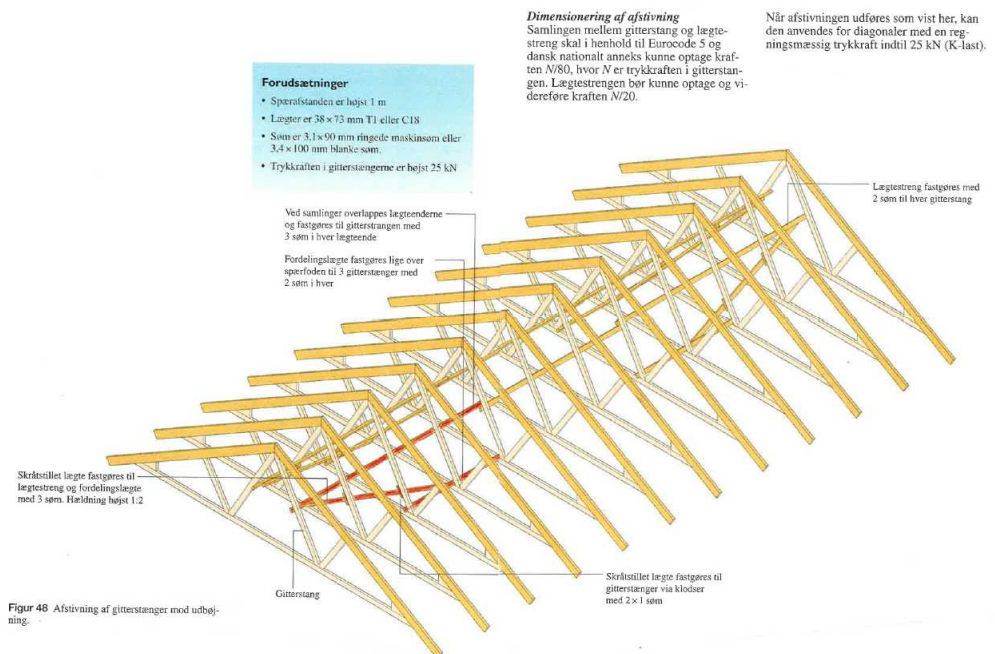 Dimensionering af afstivning
Samlingen mellem gitterstang og lægte-
streng skal i henhold til Eurocode 5 og
dansk nationalt anneks kunne optage kraf-
ten N/80, hvor N er trykkraften i gitterstan-
gen. Lægtestrengen bør kunne optage og vi-
dereføre kraften N/20.
Når afstivningen udføres som vist her, kan
den anvendes for diagonaler med en reg-
ningsmæssig trykkraft indtil 25 kN (K-last).
Forudsætninger
• Spærafstanden er højst 1 m
• Lægter er 38 × 73 mm T1 eller C18
• Søm er 3,1 × 90 mm ringede maskinsøm eller
3,4 × 100 mm blanke søm.
• Trykkraften i gitterstængerne er højst 25 kN
Lægtestreng fastgøres med
2 søm til hver gitterstang
Ved samlinger overlappes lægteenderne
og fastgøres til gitterstrangen med
3 søm i hver lægteende
Fordelingslægte fastgøres lige over
spærfoden til 3 gitterstænger med
2 søm i hver
Skråtstillet lægte fastgøres til
lægtestreng og fordelingslægte
med 3 søm. Hældning højst 1:2
Gitterstang
Skråtstillet lægte fastgøres til
gitterstænger via klodser
med 2 × 1 søm
Figur 48 Afstivning af gitterstænger mod udbøj-
ning.